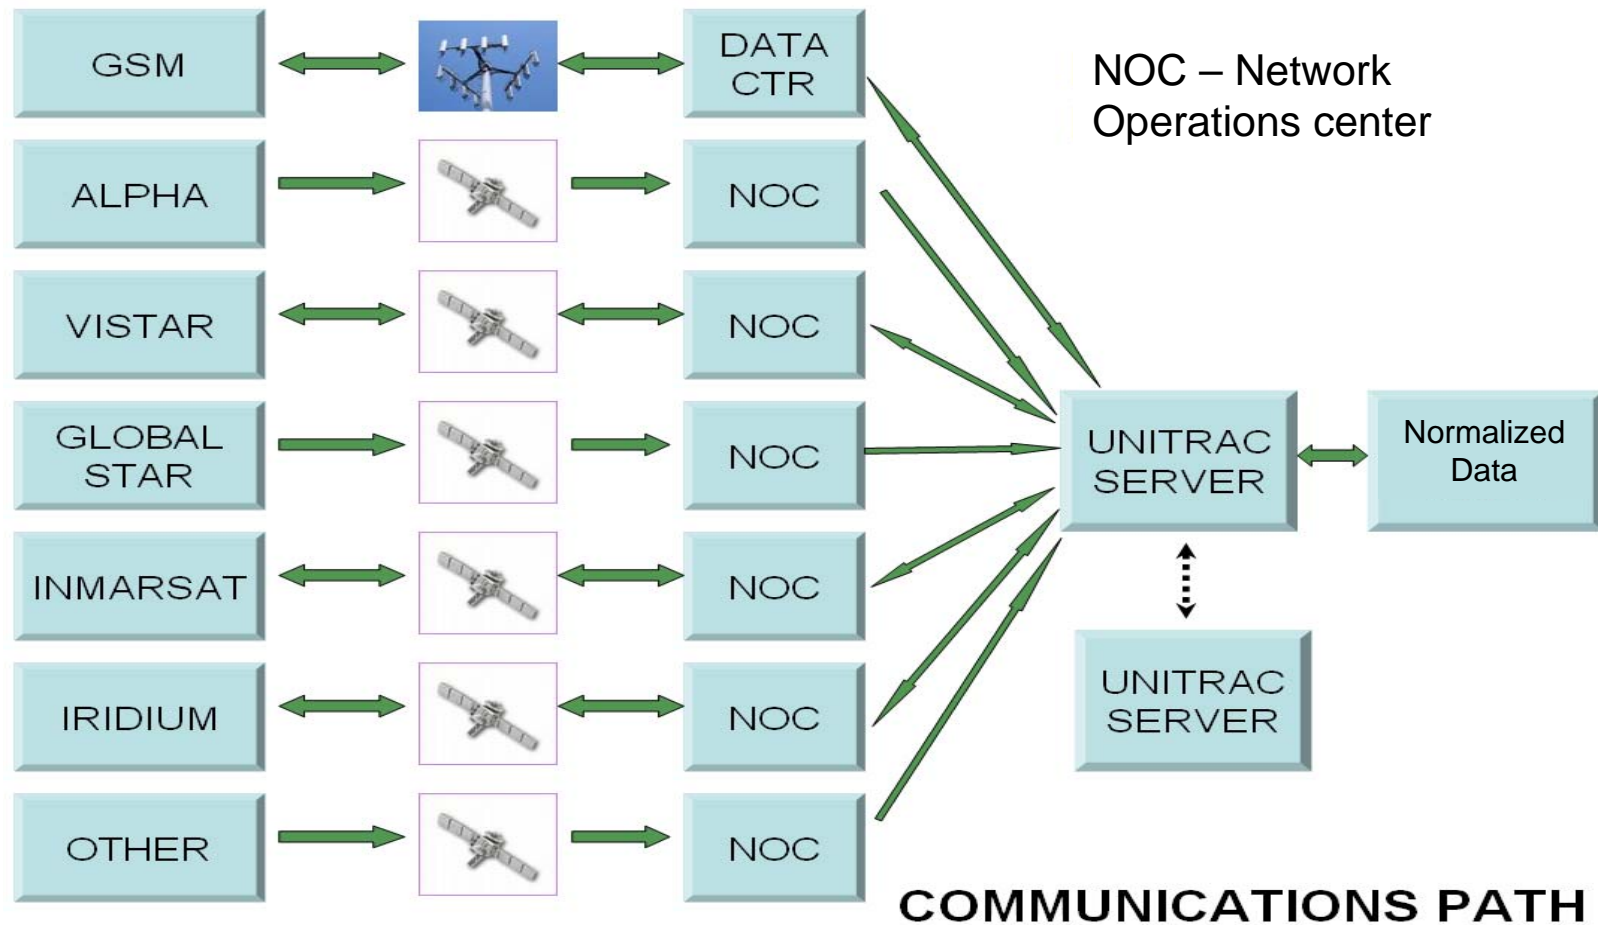 GSM
DATA
CTR
NOC – Network
Operations center
ALPHA
NOC
VISTAR
NOC
GLOBAL
STAR
NOC
UNITRAC
SERVER
Normalized
Data
INMARSAT
NOC
IRIDIUM
NOC
UNITRAC
SERVER
OTHER
NOC
COMMUNICATIONS PATH